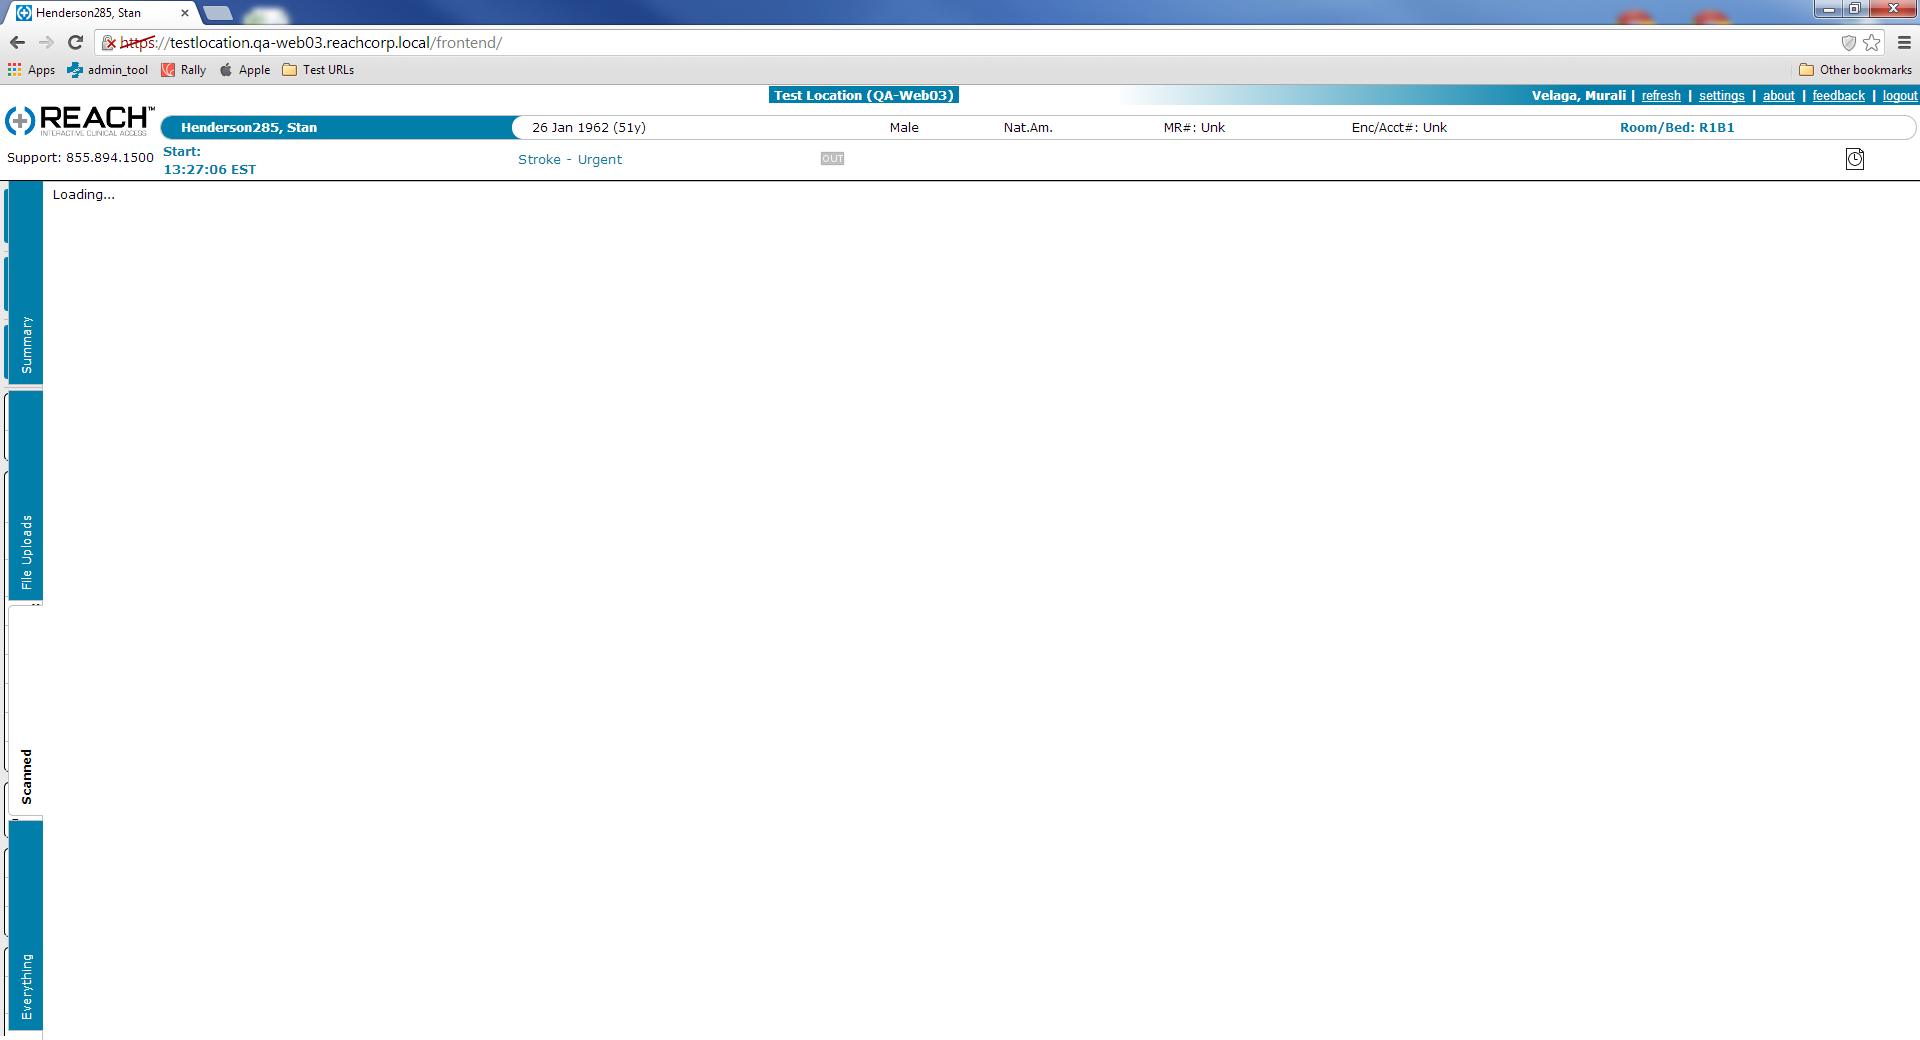 Henderson285, Stan
https://testlocation.qa-web03.reachcorp.local/frontend/
Apps admin_tool Rally Apple Test URLs Other bookmarks
Test Location (QA-Web03) Velaga, Murali | refresh | settings | about | feedback | logout
REACH™
INTERACTIVE CLINICAL ACCESS
Henderson285, Stan 26 Jan 1962 (51y) Male Nat.Am. MR#: Unk Enc/Acct#: Unk Room/Bed: R1B1
Support: 855.894.1500
Start:
13:27:06 EST
Stroke - Urgent
OUT
Loading...
Summary
File Uploads
Scanned
Everything